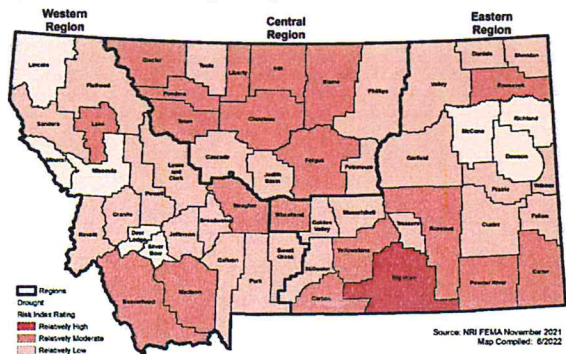 Western Region
Central Region
Eastern Region
Lincoln
Flathead
Glacier
Toole
Liberty
Hill
Blaine
Phillips
Valley
Daniels
Sheridan
Roosevelt
Pondera
Teton
Chouteau
Sanders
Lake
Mineral
Missoula
Lewis and Clark
Cascade
Judith Basin
Fergus
Petroleum
Garfield
McCone
Richland
Dawson
Prairie
Wibaux
Powell
Granite
Ravalli
Deer Lodge
Silver Bow
Jefferson
Broadwater
Meagher
Wheatland
Golden Valley
Musselshell
Treasure
Rosebud
Custer
Fallon
Gallatin
Park
Sweet Grass
Stillwater
Yellowstone
Carbon
Big Horn
Powder River
Carter
Beaverhead
Madison
Regions
Drought
Risk Index Rating
Relatively High
Relatively Moderate
Relatively Low
Source: NRI FEMA November 2021
Map Compiled: 6/2022